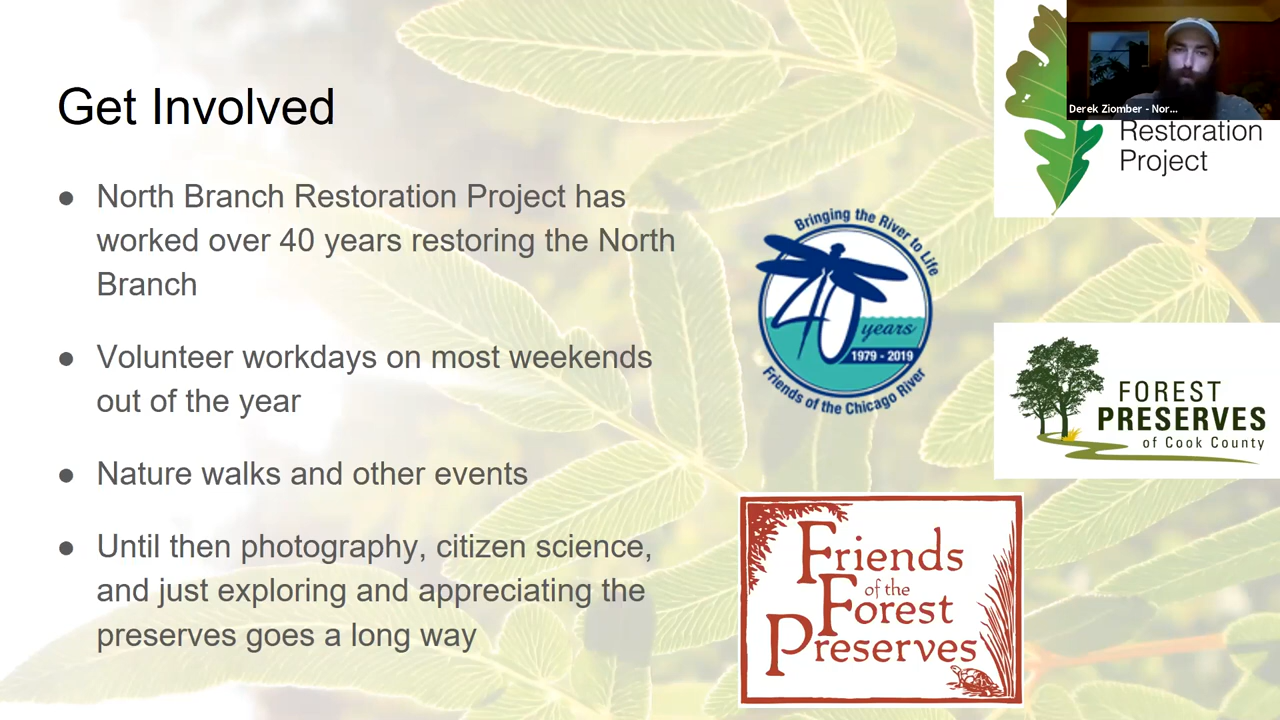 Get Involved
● North Branch Restoration Project has
worked over 40 years restoring the North
Branch
● Volunteer workdays on most weekends
out of the year
● Nature walks and other events
● Until then photography, citizen science,
and just exploring and appreciating the
preserves goes a long way
Derek Ziomber - Nor...
Restoration
Project
Bringing the River to Life
40
years
1979 - 2019
Friends of the Chicago River
FOREST
PRESERVES
of Cook County
Friends
of the
Forest
Preserves